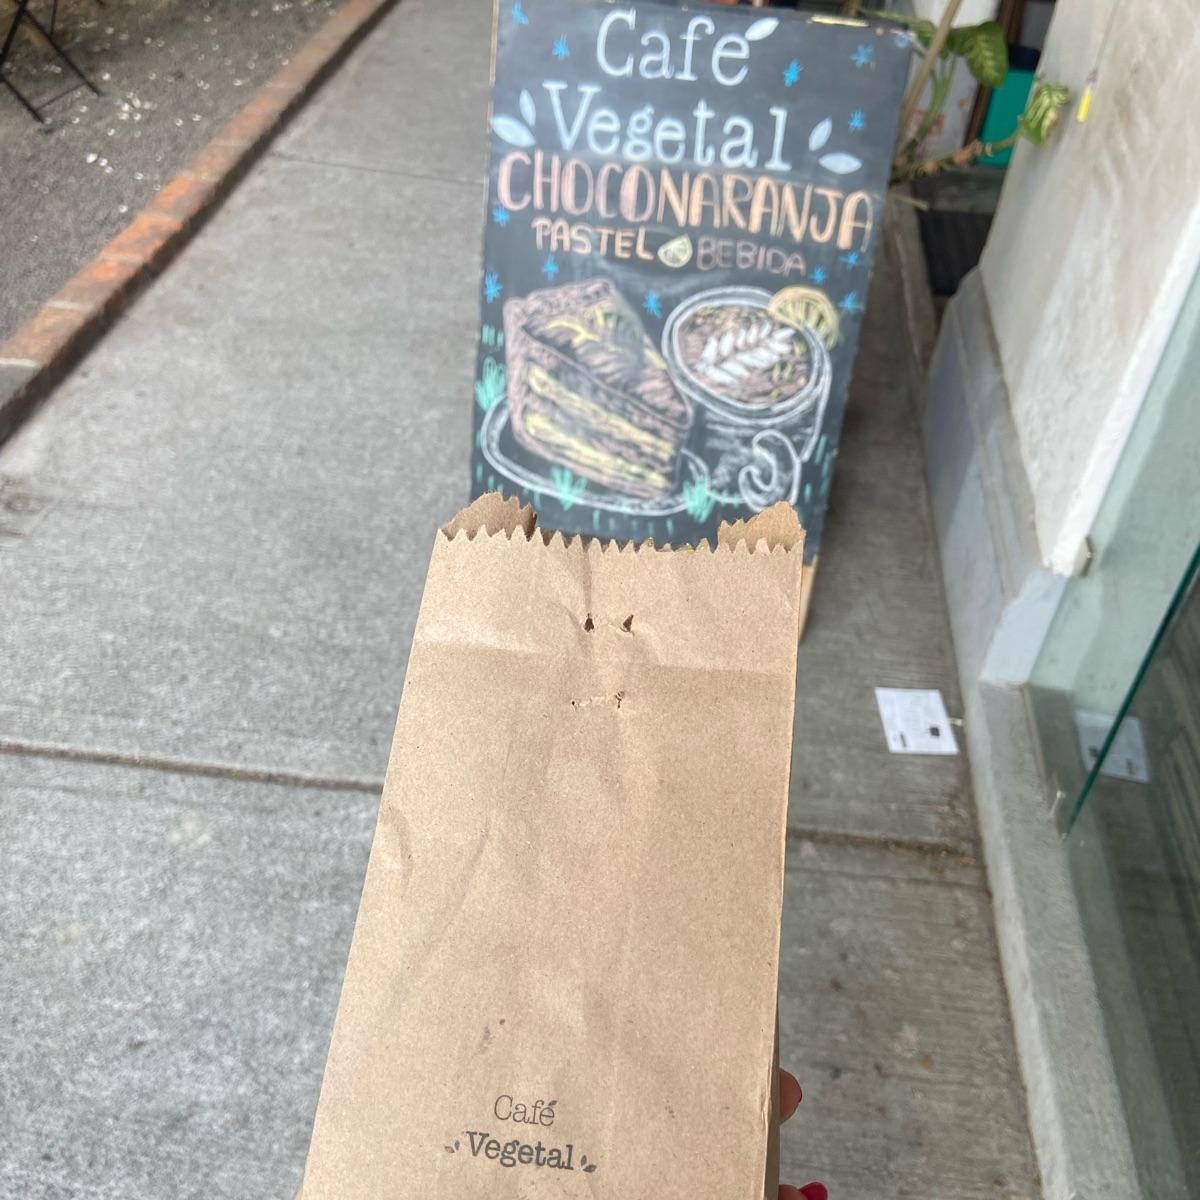 Café
Vegetal
CHOCONARANJA
PASTEL BEBIDA
Café
Vegetal